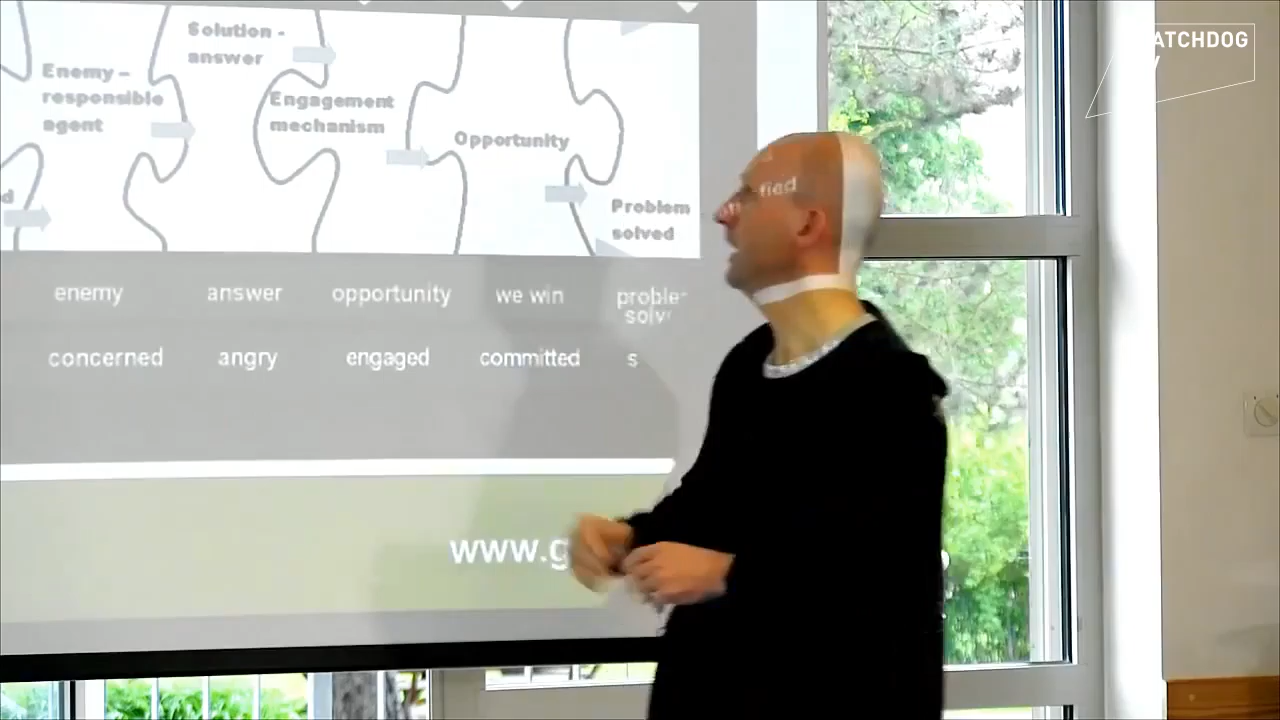 Solution -
answer
Enemy –
responsible
agent
Engagement
mechanism
Opportunity
Problem
solved
enemy answer opportunity we win
concerned angry engaged committed
www.g
ATCHDOG